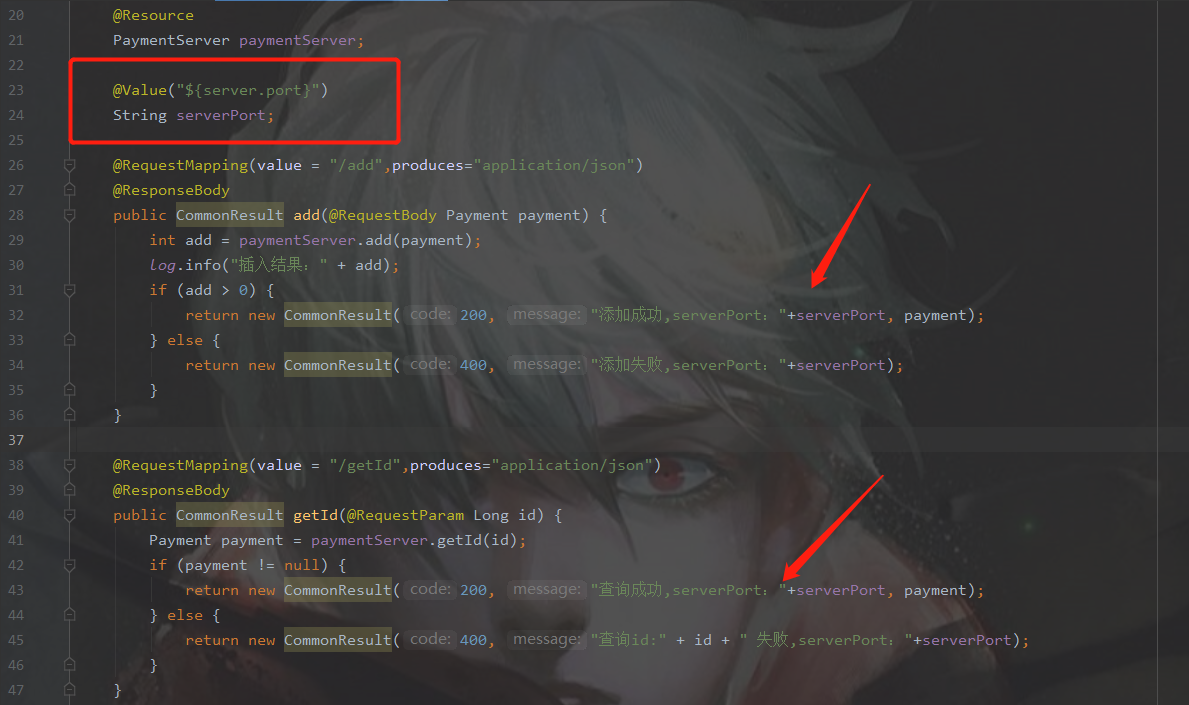 20 @Resource
21 PaymentServer paymentServer;
22
23 @Value("${server.port}")
24 String serverPort;
25
26 @RequestMapping(value = "/add",produces="application/json")
27 @ResponseBody
28 public CommonResult add(@RequestBody Payment payment) {
29 int add = paymentServer.add(payment);
30 log.info("插入结果：" + add);
31 if (add > 0) {
32 return new CommonResult( code: 200, message: "添加成功,serverPort："+serverPort, payment);
33 } else {
34 return new CommonResult( code: 400, message: "添加失败,serverPort："+serverPort);
35 }
36 }
37
38 @RequestMapping(value = "/getId",produces="application/json")
39 @ResponseBody
40 public CommonResult getId(@RequestParam Long id) {
41 Payment payment = paymentServer.getId(id);
42 if (payment != null) {
43 return new CommonResult( code: 200, message: "查询成功,serverPort："+serverPort, payment);
44 } else {
45 return new CommonResult( code: 400, message: "查询id:" + id + " 失败,serverPort："+serverPort);
46 }
47 }